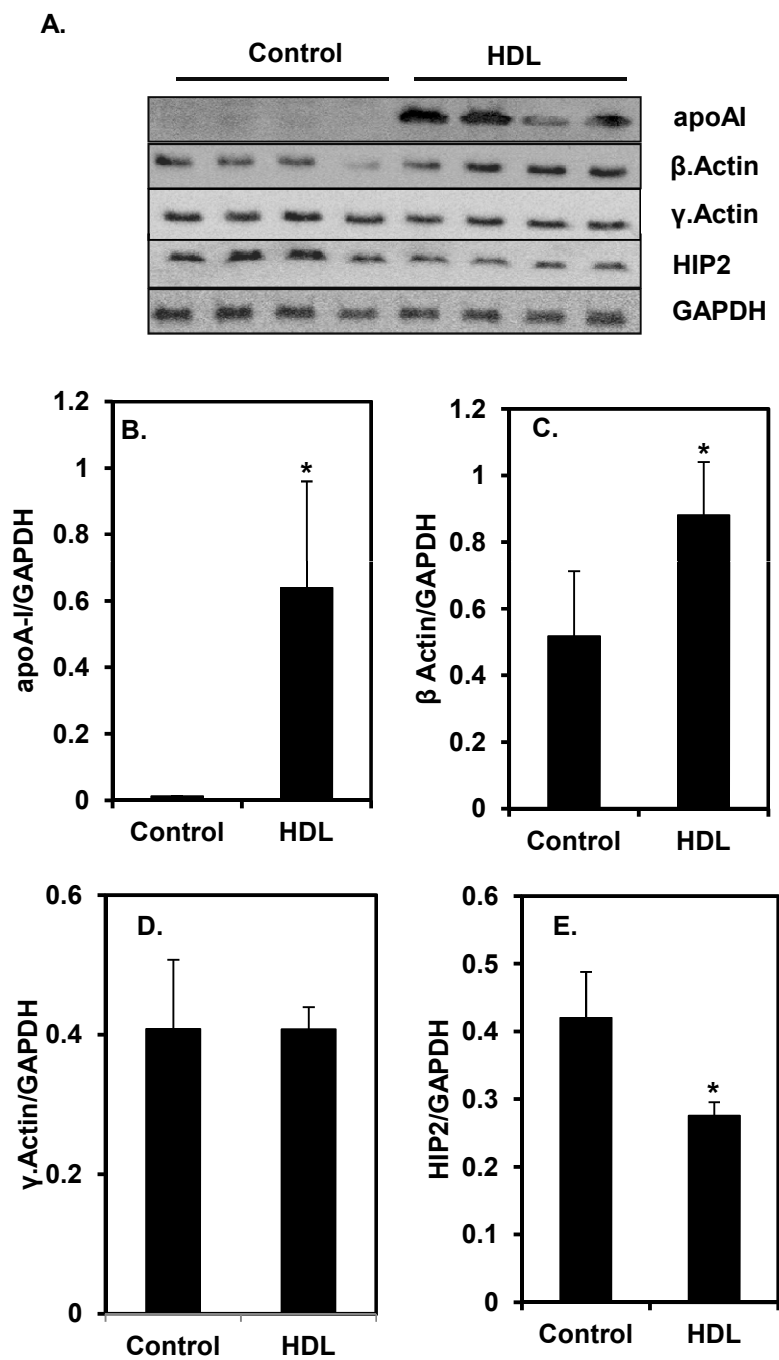 A.
Control HDL
apoAI
β.Actin
γ.Actin
HIP2
GAPDH
B.
apoA-I/GAPDH
1.2
1
0.8
0.6
0.4
0.2
0
*
Control HDL
C.
β Actin/GAPDH
1.2
1
0.8
0.6
0.4
0.2
0
*
Control HDL
D.
γ.Actin/GAPDH
0.6
0.4
0.2
0
Control HDL
E.
HIP2/GAPDH
0.6
0.5
0.4
0.3
0.2
0.1
0
*
Control HDL